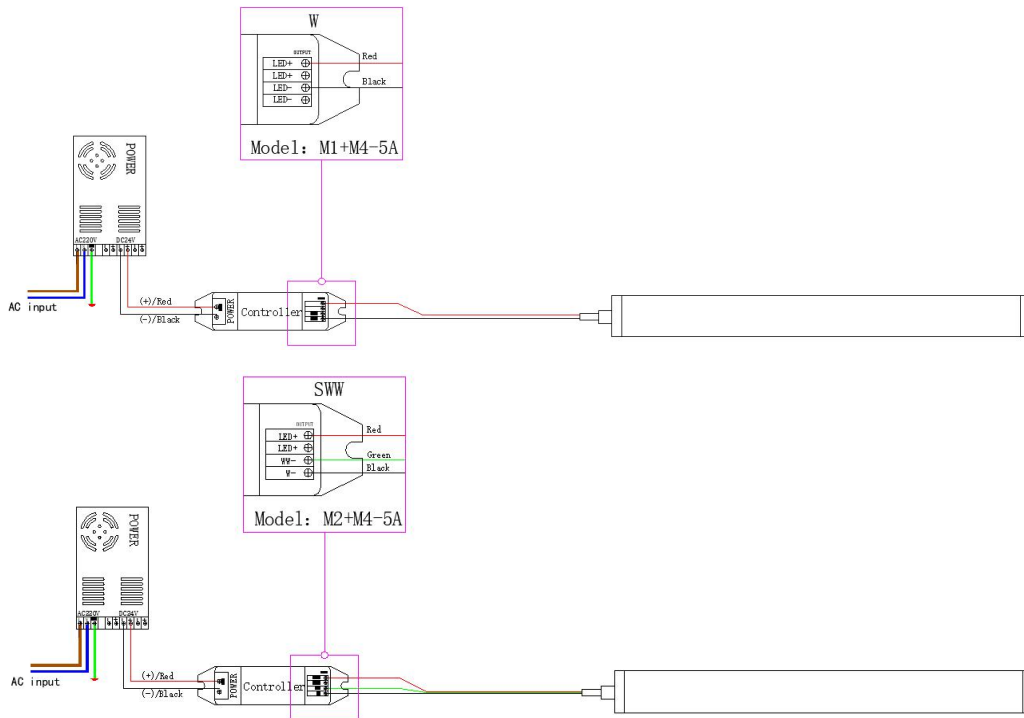 W
OUTPUT
LED+
LED+
LED-
LED-
Red
Black
Model: M1+M4-5A
POWER
AC220V DC24V
AC input
(+)/Red
(-)/Black
POWER
Controller
SWW
OUTPUT
LED+
LED+
WW-
W-
Red
Green
Black
Model: M2+M4-5A
POWER
AC220V DC24V
AC input
(+)/Red
(-)/Black
POWER
Controller